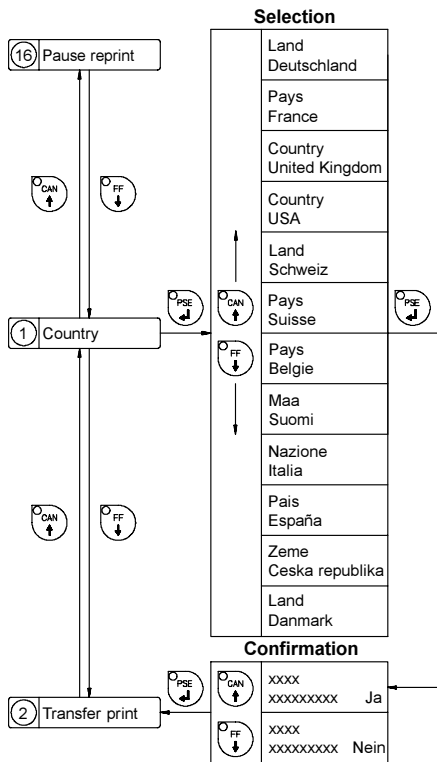 Selection
16 Pause reprint
Land
Deutschland
Pays
France
Country
United Kingdom
Country
USA
Land
Schweiz
Pays
Suisse
Pays
Belgie
Maa
Suomi
Nazione
Italia
Pais
España
Zeme
Ceska republika
Land
Danmark
CAN
FF
1 Country
PSE
CAN
FF
PSE
CAN
FF
Confirmation
2 Transfer print
PSE
CAN
xxxx
xxxxxxxxx Ja
FF
xxxx
xxxxxxxxx Nein